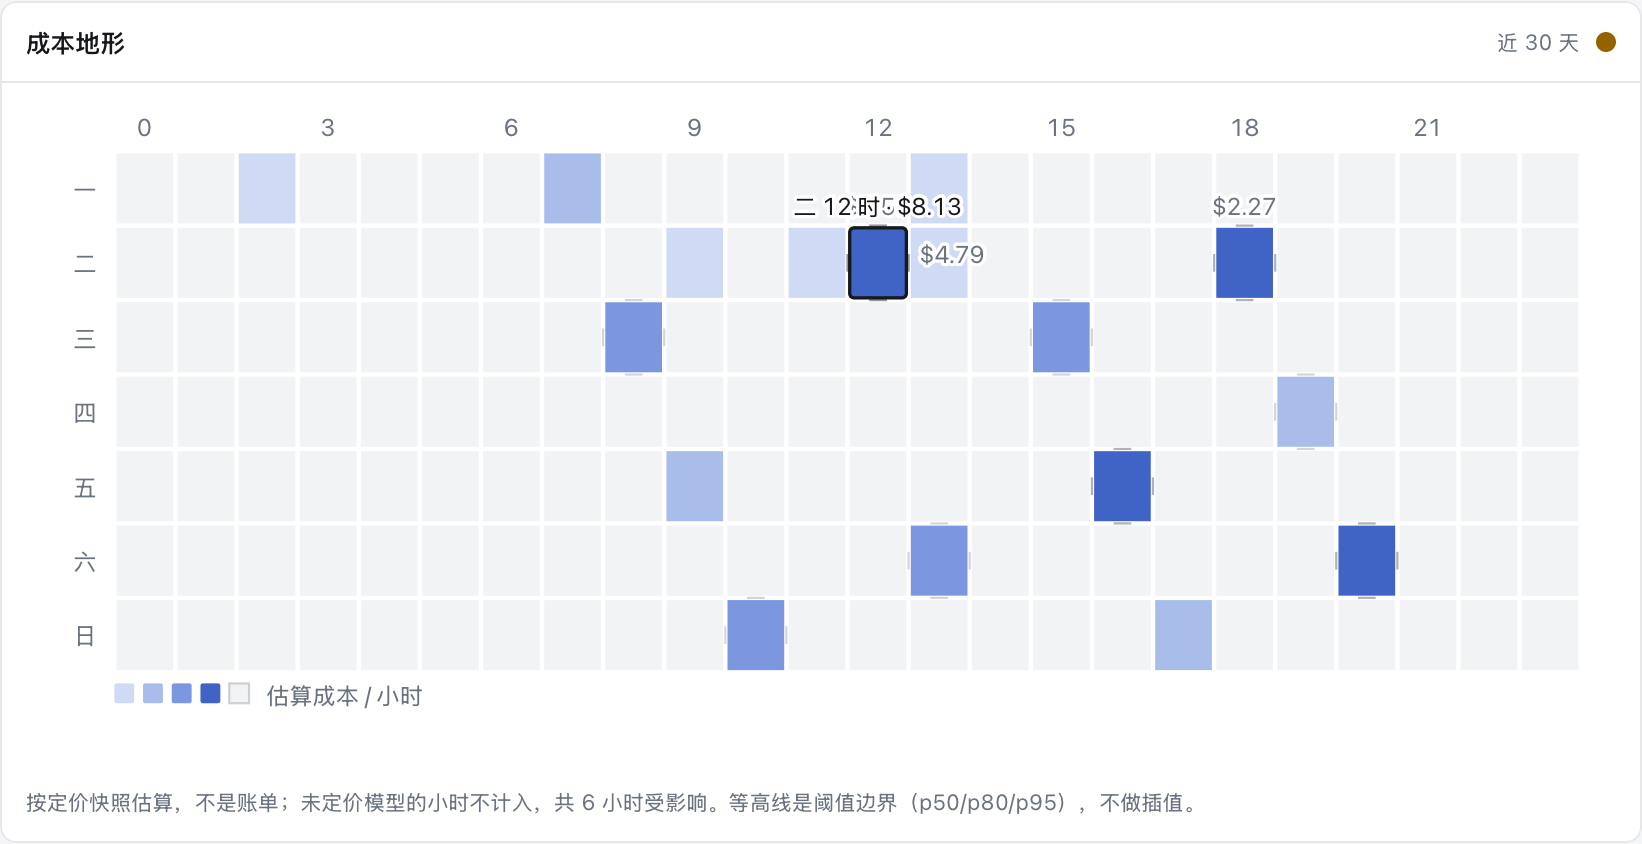 成本地形
近 30 天
0 3 6 9 12 15 18 21
一
二 12时 · $8.13
$2.27
二
$4.79
三
四
五
六
日
估算成本 / 小时
按定价快照估算，不是账单；未定价模型的小时不计入，共 6 小时受影响。等高线是阈值边界（p50/p80/p95），不做插值。